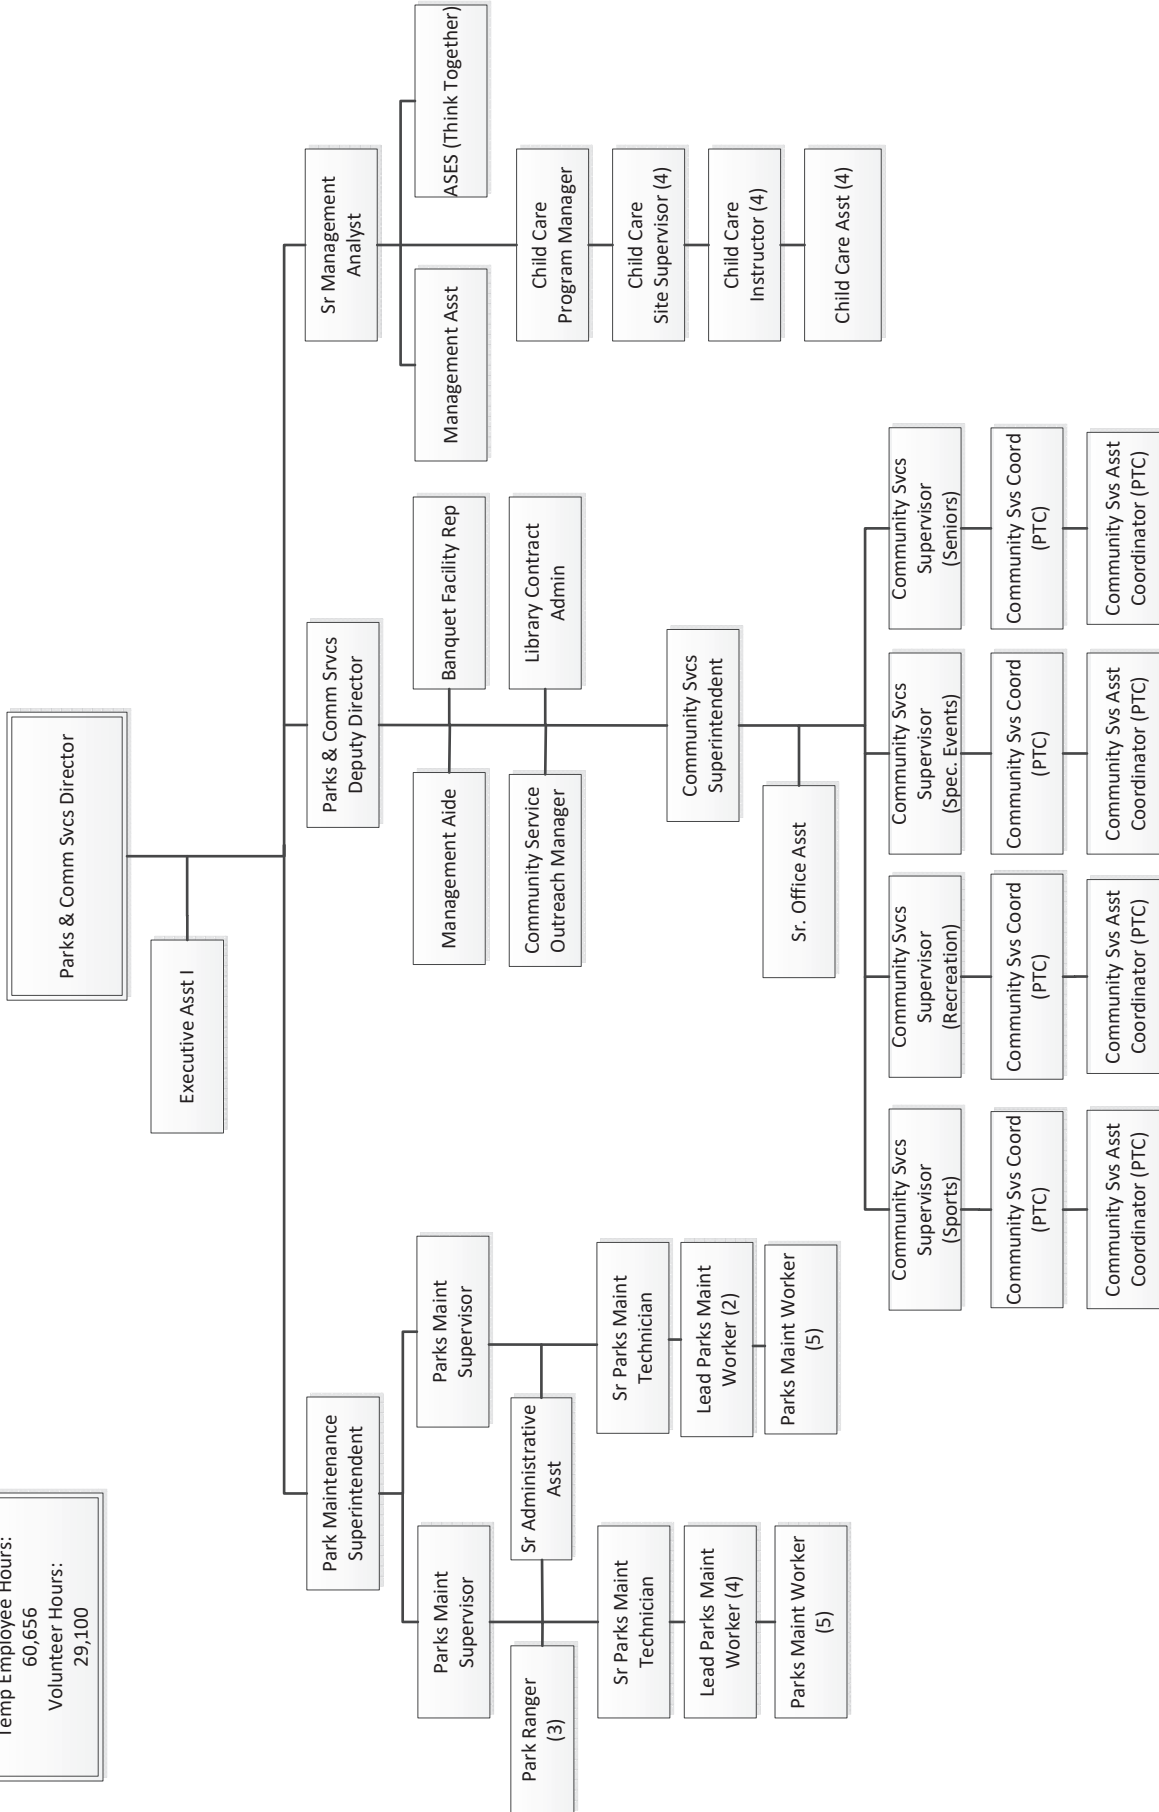 Temp Employee Hours:
60,656
Volunteer Hours:
29,100
Parks & Comm Svcs Director
Executive Asst I
Park Maintenance
Superintendent
Parks Maint
Supervisor
Parks Maint
Supervisor
Park Ranger
(3)
Sr Administrative
Asst
Sr Parks Maint
Technician
Lead Parks Maint
Worker (4)
Parks Maint Worker
(5)
Sr Parks Maint
Technician
Lead Parks Maint
Worker (2)
Parks Maint Worker
(5)
Parks & Comm Srvcs
Deputy Director
Management Aide
Banquet Facility Rep
Community Service
Outreach Manager
Library Contract
Admin
Community Svcs
Superintendent
Sr. Office Asst
Community Svcs
Supervisor
(Sports)
Community Svs Coord
(PTC)
Community Svs Asst
Coordinator (PTC)
Community Svcs
Supervisor
(Recreation)
Community Svs Coord
(PTC)
Community Svs Asst
Coordinator (PTC)
Community Svcs
Supervisor
(Spec. Events)
Community Svs Coord
(PTC)
Community Svs Asst
Coordinator (PTC)
Community Svcs
Supervisor
(Seniors)
Community Svs Coord
(PTC)
Community Svs Asst
Coordinator (PTC)
Sr Management
Analyst
Management Asst
ASES (Think Together)
Child Care
Program Manager
Child Care
Site Supervisor (4)
Child Care
Instructor (4)
Child Care Asst (4)